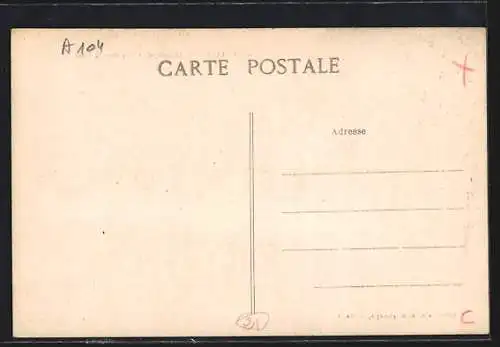 A 104
CARTE POSTALE
Adresse
C